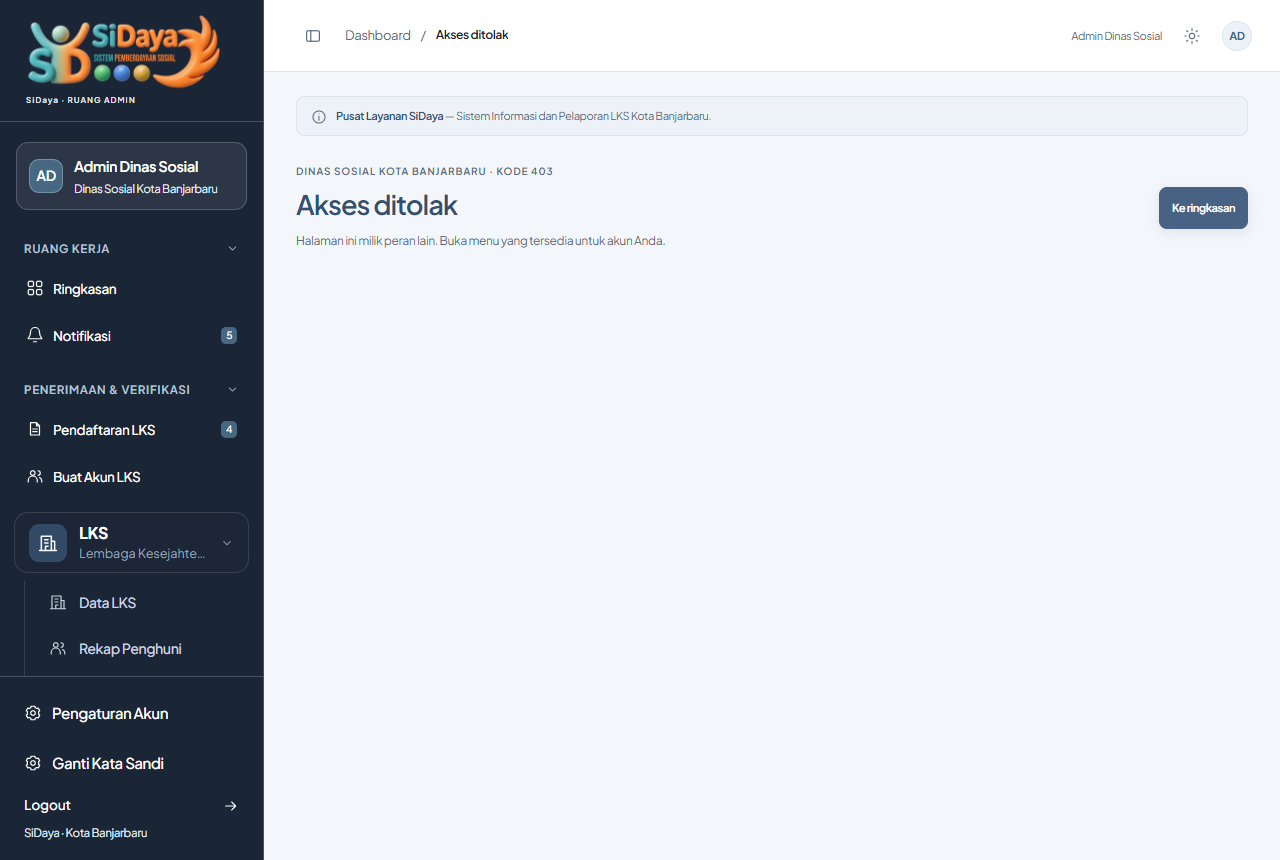 SiDaya
SISTEM PEMBERDAYAAN SOSIAL
SiDaya · RUANG ADMIN
AD
Admin Dinas Sosial
Dinas Sosial Kota Banjarbaru
RUANG KERJA
Ringkasan
Notifikasi 5
PENERIMAAN & VERIFIKASI
Pendaftaran LKS 4
Buat Akun LKS
LKS
Lembaga Kesejahte...
Data LKS
Rekap Penghuni
Pengaturan Akun
Ganti Kata Sandi
Logout
SiDaya · Kota Banjarbaru
Dashboard / Akses ditolak
Admin Dinas Sosial
AD
Pusat Layanan SiDaya — Sistem Informasi dan Pelaporan LKS Kota Banjarbaru.
DINAS SOSIAL KOTA BANJARBARU · KODE 403
Akses ditolak
Halaman ini milik peran lain. Buka menu yang tersedia untuk akun Anda.
Ke ringkasan